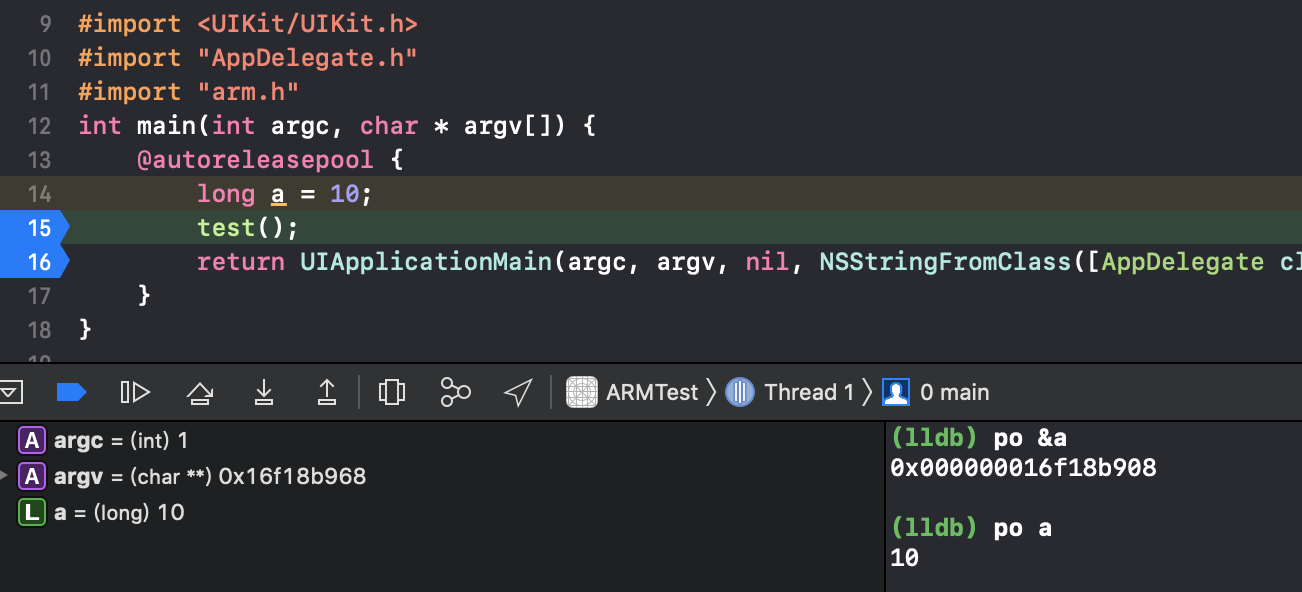 9 #import <UIKit/UIKit.h>
10 #import "AppDelegate.h"
11 #import "arm.h"
12 int main(int argc, char * argv[]) {
13 @autoreleasepool {
14 long a = 10;
15 test();
16 return UIApplicationMain(argc, argv, nil, NSStringFromClass([AppDelegate cl
17 }
18 }
ARMTest Thread 1 0 main
A argc = (int) 1
A argv = (char **) 0x16f18b968
L a = (long) 10
(lldb) po &a
0x000000016f18b908
(lldb) po a
10